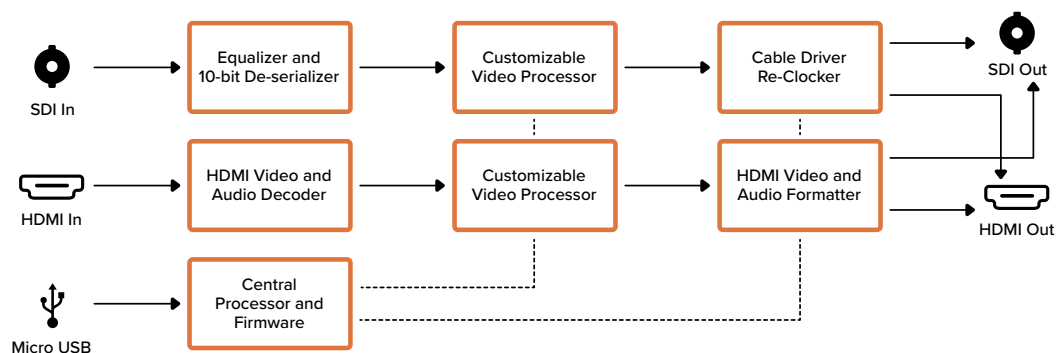 SDI In
Equalizer and
10-bit De-serializer
Customizable
Video Processor
Cable Driver
Re-Clocker
SDI Out
HDMI In
HDMI Video and
Audio Decoder
Customizable
Video Processor
HDMI Video and
Audio Formatter
HDMI Out
Micro USB
Central
Processor and
Firmware